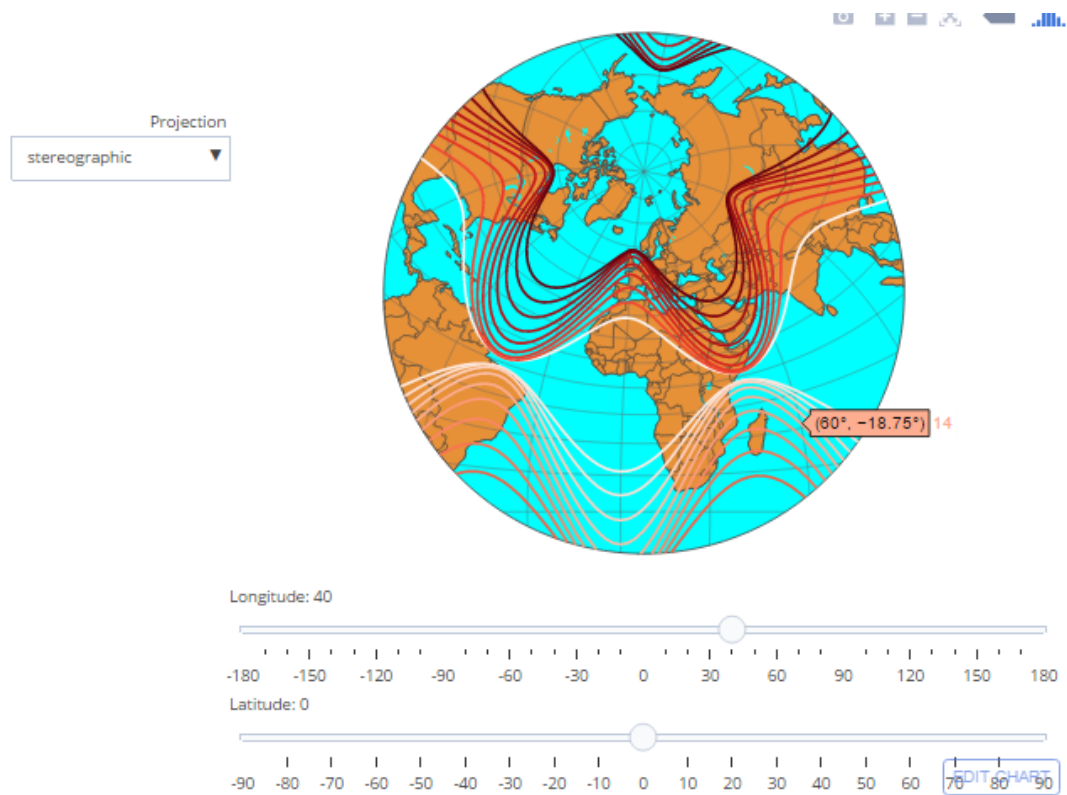 Projection
stereographic
(60°, −18.75°) 14
Longitude: 40
-180 -150 -120 -90 -60 -30 0 30 60 90 120 150 180
Latitude: 0
-90 -80 -70 -60 -50 -40 -30 -20 -10 0 10 20 30 40 50 60 70 80 90
EDIT CHART